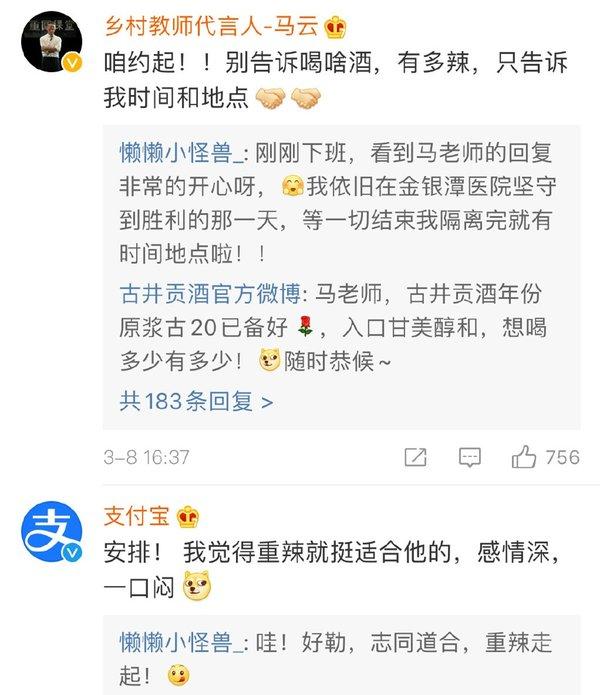 乡村教师代言人-马云
咱约起！！别告诉喝啥酒，有多辣，只告诉
我时间和地点
懒懒小怪兽_: 刚刚下班，看到马老师的回复
非常的开心呀，我依旧在金银潭医院坚守
到胜利的那一天，等一切结束我隔离完就有
时间地点啦！！
古井贡酒官方微博: 马老师，古井贡酒年份
原浆古20已备好，入口甘美醇和，想喝
多少有多少！随时恭候~
共183条回复 >
3-8 16:37
756
支
支付宝
安排！我觉得重辣就挺适合他的，感情深，
一口闷
懒懒小怪兽_: 哇！好勒，志同道合，重辣走
起！